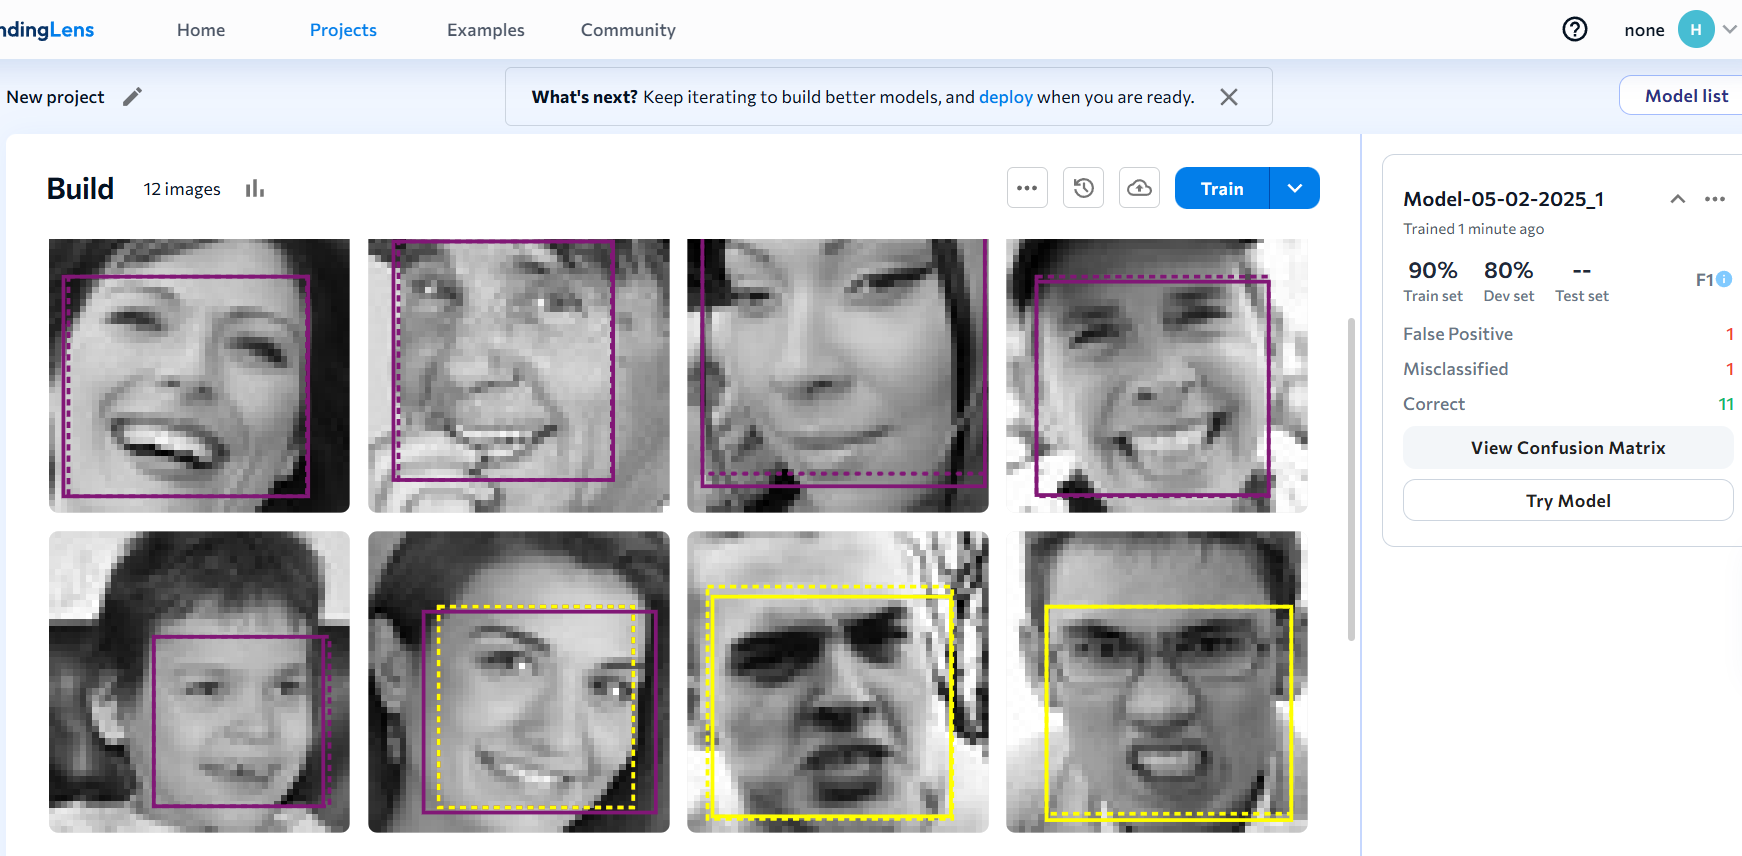 ndingLens
Home
Projects
Examples
Community
none
H
New project
What's next? Keep iterating to build better models, and deploy when you are ready.
Model list
Build
12 images
Train
Model-05-02-2025_1
Trained 1 minute ago
90% 80% --
Train set Dev set Test set
F1
False Positive 1
Misclassified 1
Correct 11
View Confusion Matrix
Try Model